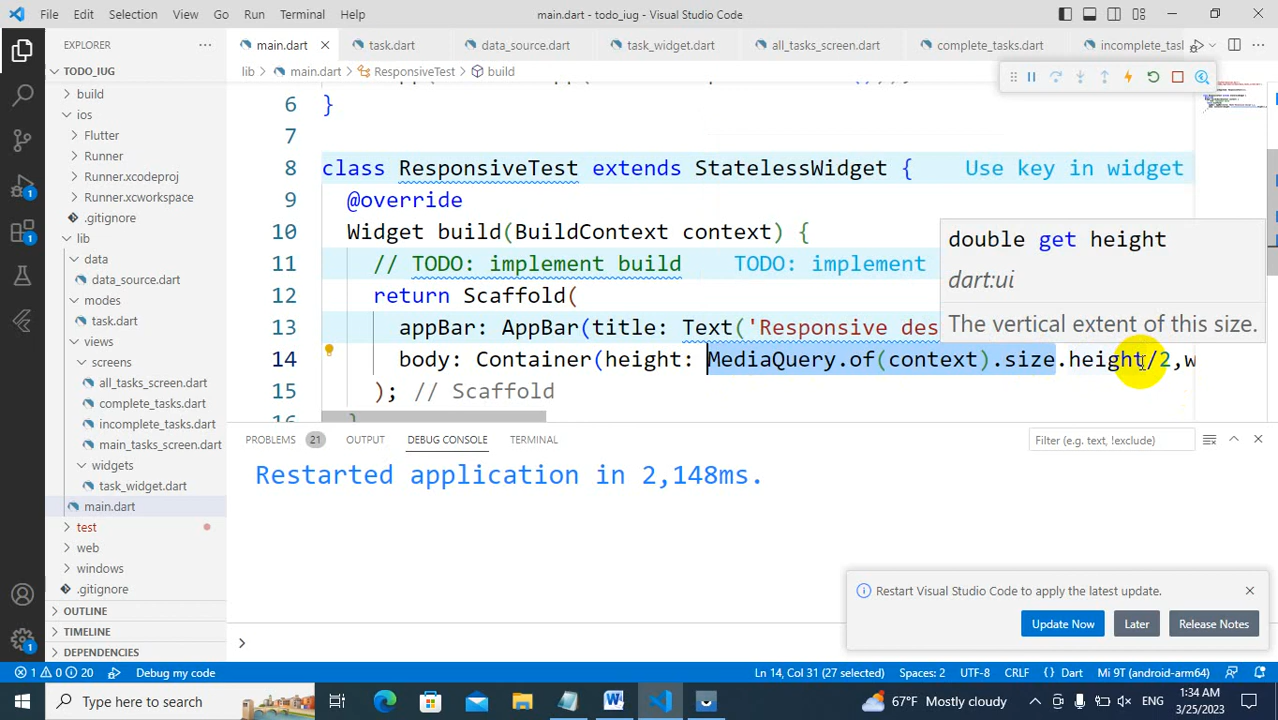 File Edit Selection View Go Run Terminal Help
main.dart - todo_iug - Visual Studio Code
EXPLORER
main.dart
task.dart
data_source.dart
task_widget.dart
all_tasks_screen.dart
complete_tasks.dart
incomplete_tasl
TODO_IUG
lib > main.dart > ResponsiveTest > build
build
ios
Flutter
Runner
Runner.xcodeproj
Runner.xcworkspace
.gitignore
lib
data
data_source.dart
modes
task.dart
views
screens
all_tasks_screen.dart
complete_tasks.dart
incomplete_tasks.dart
main_tasks_screen.dart
widgets
task_widget.dart
main.dart
test
web
windows
.gitignore
OUTLINE
TIMELINE
DEPENDENCIES
6 }
7
8 class ResponsiveTest extends StatelessWidget { Use key in widget
9 @override
10 Widget build(BuildContext context) {
11 // TODO: implement build TODO: implement
12 return Scaffold(
13 appBar: AppBar(title: Text('Responsive des
14 body: Container(height: MediaQuery.of(context).size.height/2,w
15 ); // Scaffold
double get height
dart:ui
The vertical extent of this size.
PROBLEMS 21 OUTPUT DEBUG CONSOLE TERMINAL
Filter (e.g. text, !exclude)
Restarted application in 2,148ms.
Restart Visual Studio Code to apply the latest update.
Update Now Later Release Notes
1 0 20 Debug my code
Ln 14, Col 31 (27 selected) Spaces: 2 UTF-8 CRLF {} Dart Mi 9T (android-arm64)
Type here to search
67°F Mostly cloudy
ENG
1:34 AM
3/25/2023